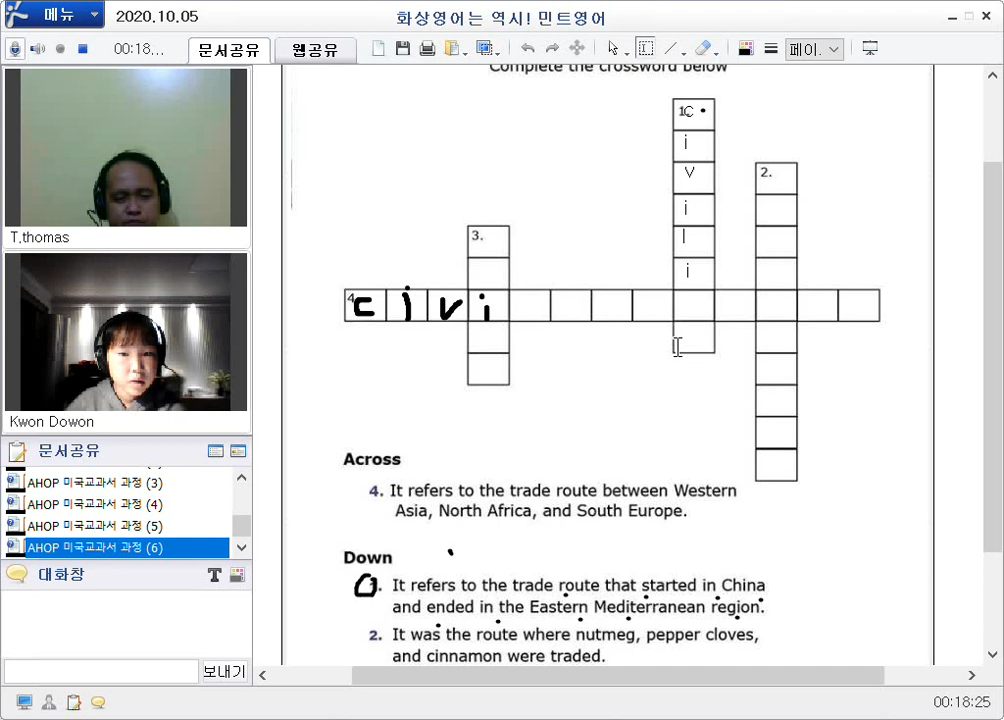 메뉴
2020.10.05
화상영어는 역시! 민트영어
00:18...
문서공유
웹공유
페이.
T.thomas
Kwon Dowon
문서공유
AHOP 미국교과서 과정 (3)
AHOP 미국교과서 과정 (4)
AHOP 미국교과서 과정 (5)
AHOP 미국교과서 과정 (6)
대화창
보내기
Complete the crossword below
1C
i
v
i
l
i
2.
3.
4 c i v i
Across
4. It refers to the trade route between Western
Asia, North Africa, and South Europe.
Down
It refers to the trade route that started in China
and ended in the Eastern Mediterranean region.
2. It was the route where nutmeg, pepper cloves,
and cinnamon were traded.
00:18:25